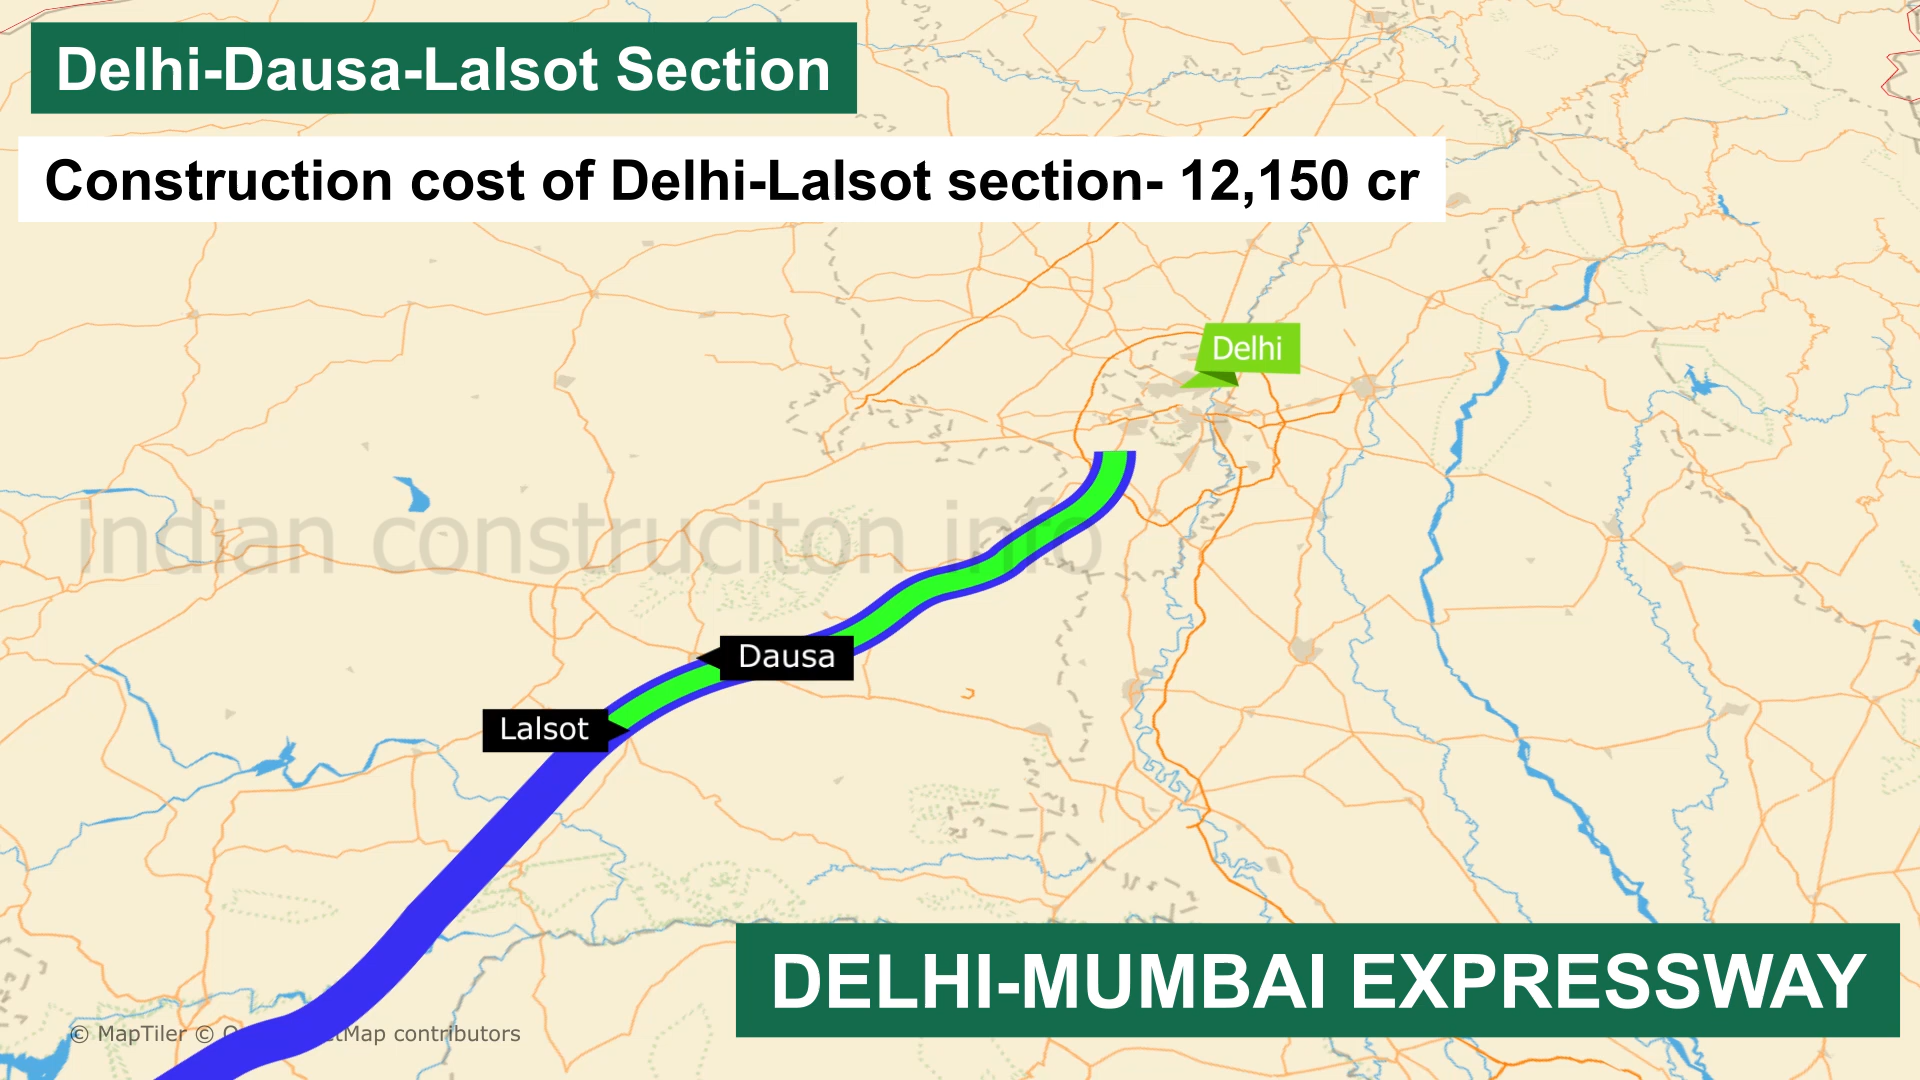 Delhi-Dausa-Lalsot Section
Construction cost of Delhi-Lalsot section- 12,150 cr
Delhi
indian construciton info
Dausa
Lalsot
DELHI-MUMBAI EXPRESSWAY
© MapTiler © O tMap contributors